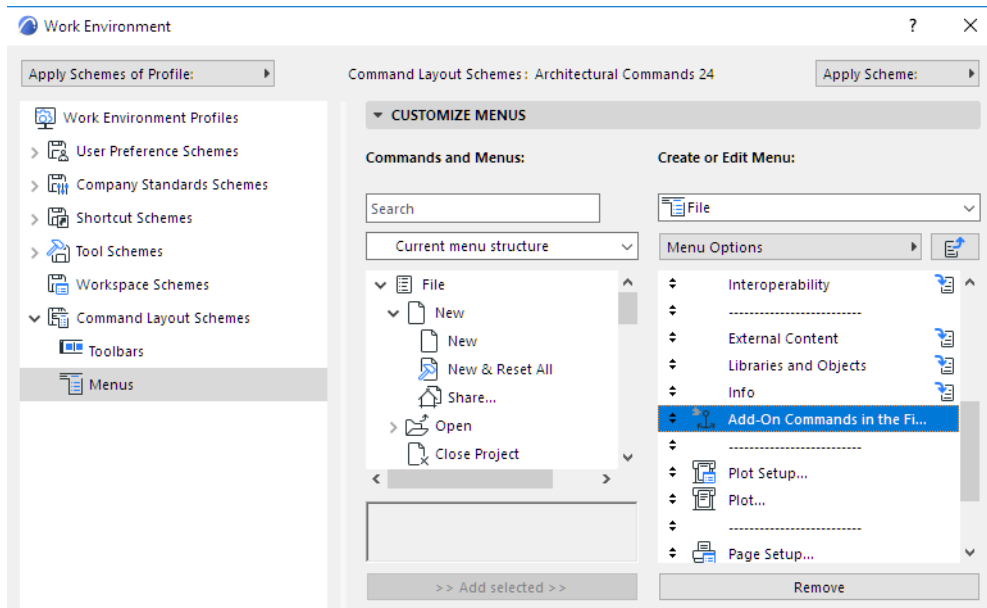 Work Environment
?
Apply Schemes of Profile:
Command Layout Schemes: Architectural Commands 24
Apply Scheme:
Work Environment Profiles
User Preference Schemes
Company Standards Schemes
Shortcut Schemes
Tool Schemes
Workspace Schemes
Command Layout Schemes
Toolbars
Menus
CUSTOMIZE MENUS
Commands and Menus:
Search
Current menu structure
File
New
New
New & Reset All
Share...
Open
Close Project
>> Add selected >>
Create or Edit Menu:
File
Menu Options
Interoperability
--------------------------
External Content
Libraries and Objects
Info
Add-On Commands in the Fi...
--------------------------
Plot Setup...
Plot...
--------------------------
Page Setup...
Remove